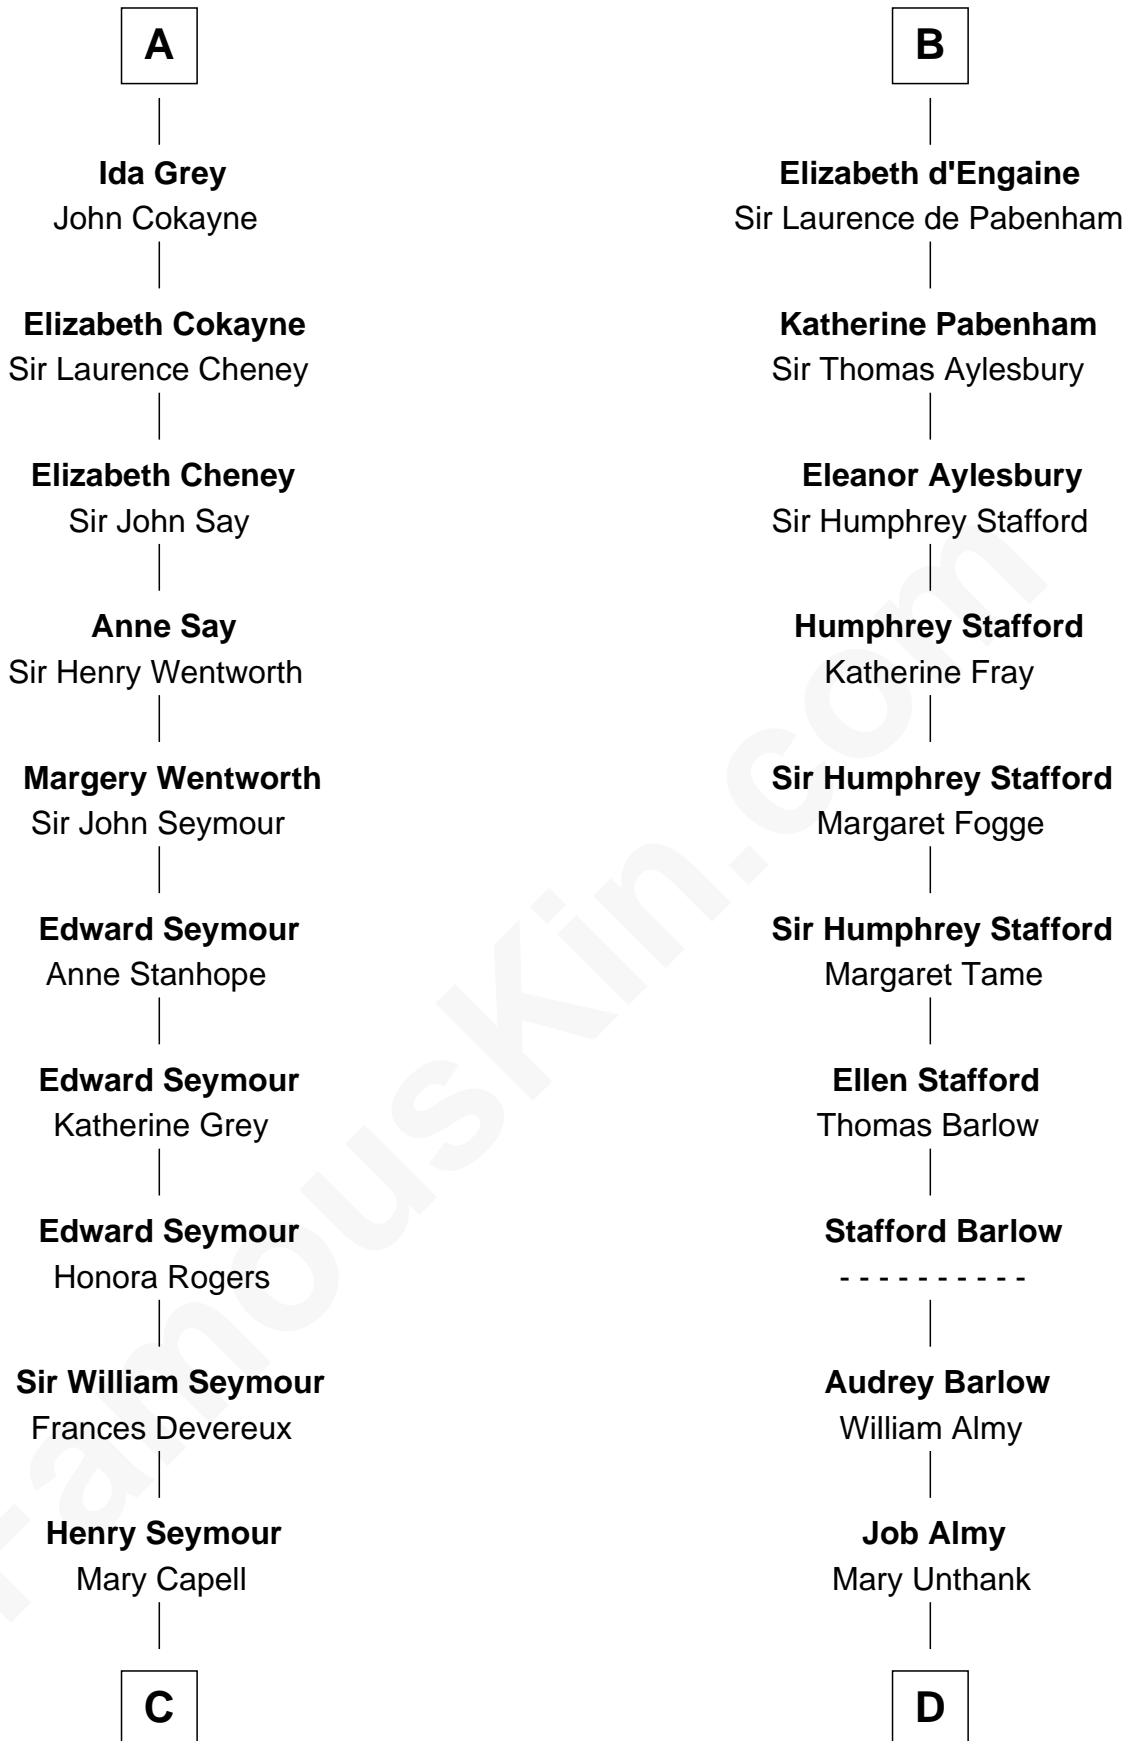 A
Ida Grey
John Cokayne
Elizabeth Cokayne
Sir Laurence Cheney
Elizabeth Cheney
Sir John Say
Anne Say
Sir Henry Wentworth
Margery Wentworth
Sir John Seymour
Edward Seymour
Anne Stanhope
Edward Seymour
Katherine Grey
Edward Seymour
Honora Rogers
Sir William Seymour
Frances Devereux
Henry Seymour
Mary Capell
C
B
Elizabeth d'Engaine
Sir Laurence de Pabenham
Katherine Pabenham
Sir Thomas Aylesbury
Eleanor Aylesbury
Sir Humphrey Stafford
Humphrey Stafford
Katherine Fray
Sir Humphrey Stafford
Margaret Fogge
Sir Humphrey Stafford
Margaret Tame
Ellen Stafford
Thomas Barlow
Stafford Barlow
- - - - - - - - - -
Audrey Barlow
William Almy
Job Almy
Mary Unthank
D
FamousKin.com